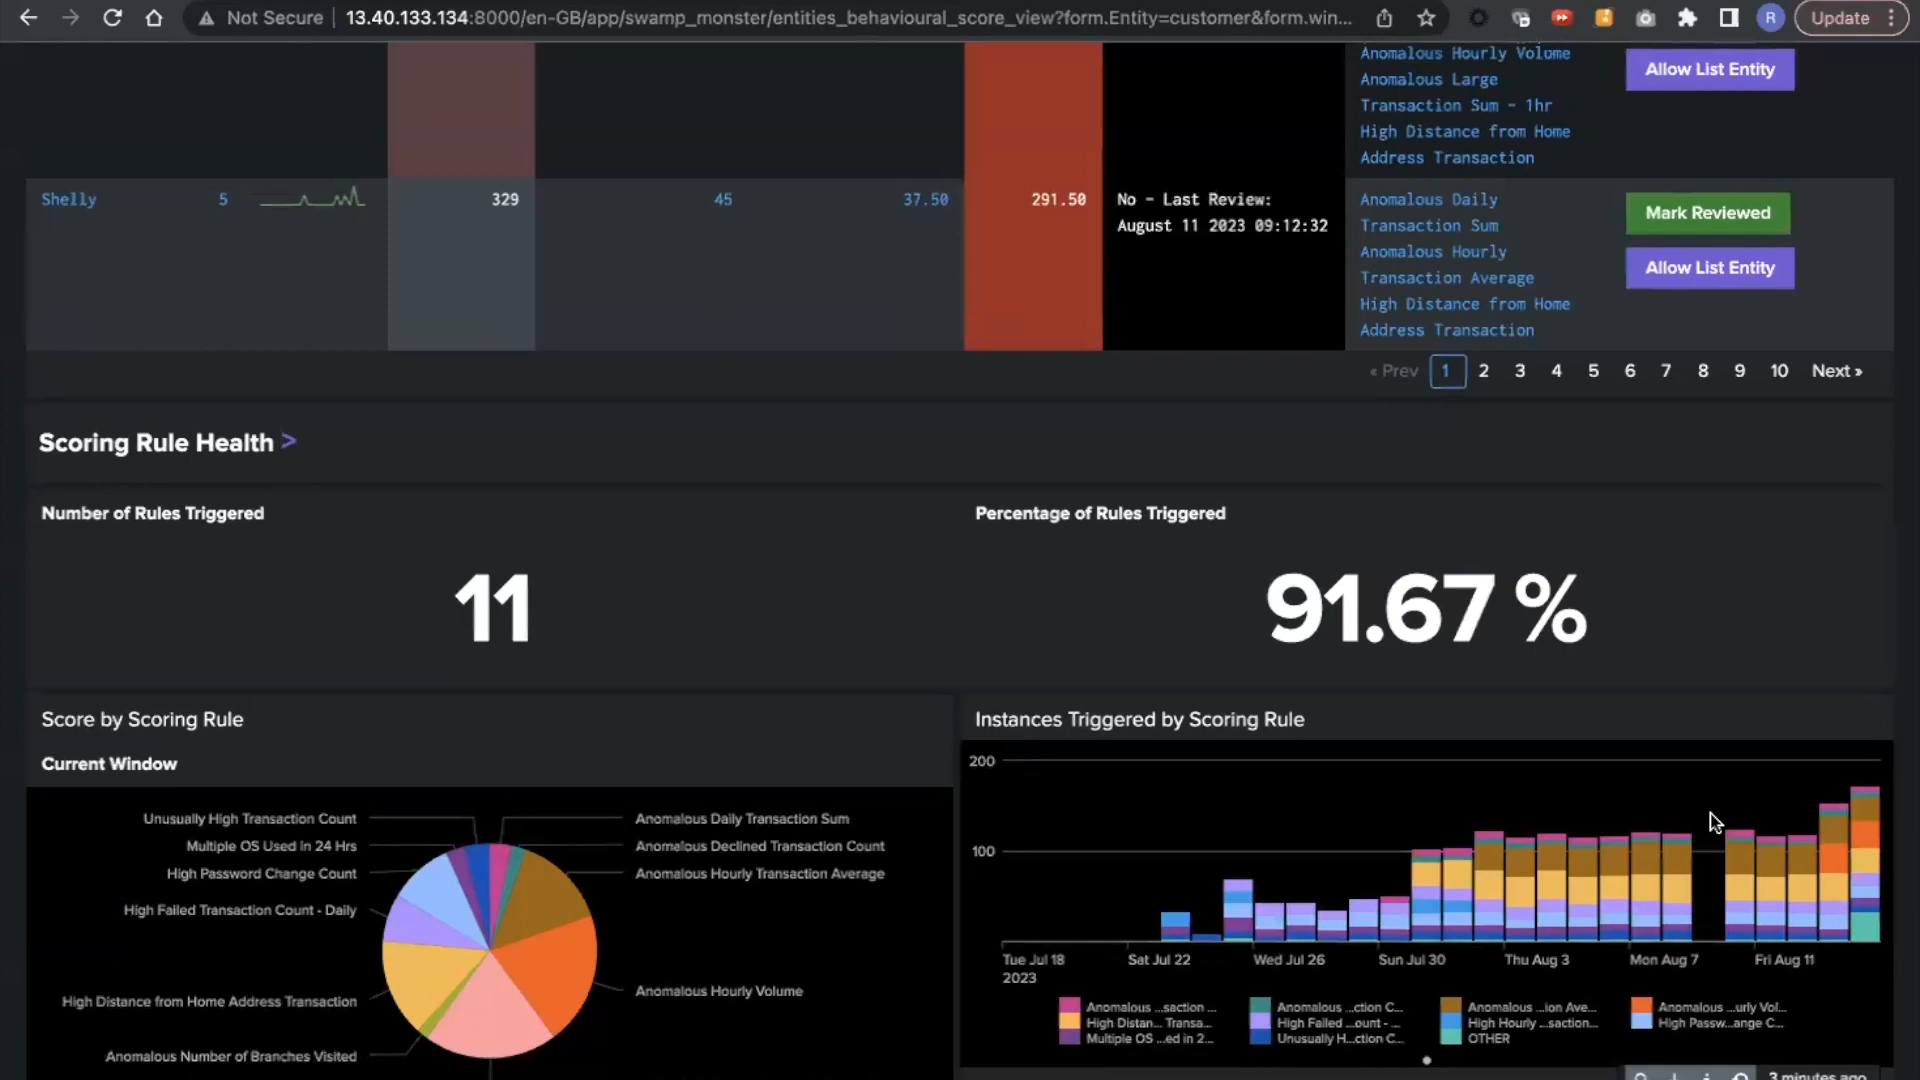 Not Secure
13.40.133.134:8000/en-GB/app/swamp_monster/entities_behavioural_score_view?form.Entity=customer&form.win...
R
Update
Anomalous Hourly Volume
Anomalous Large
Transaction Sum - 1hr
High Distance from Home
Address Transaction
Allow List Entity
Shelly 5 329 45 37.50 291.50
No - Last Review:
August 11 2023 09:12:32
Anomalous Daily
Transaction Sum
Anomalous Hourly
Transaction Average
High Distance from Home
Address Transaction
Mark Reviewed
Allow List Entity
« Prev 1 2 3 4 5 6 7 8 9 10 Next »
Scoring Rule Health >
Number of Rules Triggered
11
Percentage of Rules Triggered
91.67 %
Score by Scoring Rule
Current Window
Unusually High Transaction Count
Multiple OS Used in 24 Hrs
High Password Change Count
High Failed Transaction Count - Daily
High Distance from Home Address Transaction
Anomalous Number of Branches Visited
Anomalous Daily Transaction Sum
Anomalous Declined Transaction Count
Anomalous Hourly Transaction Average
Anomalous Hourly Volume
Instances Triggered by Scoring Rule
200
100
Tue Jul 18
2023
Sat Jul 22
Wed Jul 26
Sun Jul 30
Thu Aug 3
Mon Aug 7
Fri Aug 11
Anomalous ...saction ...
Anomalous ...ction C...
Anomalous ...ion Ave...
Anomalous ...urly Vol...
High Distan... Transa...
High Failed ...ount - ...
High Hourly ...saction...
High Passw...ange C...
Multiple OS ...ed in 2...
Unusually H...ction C...
OTHER
3 minutes ago